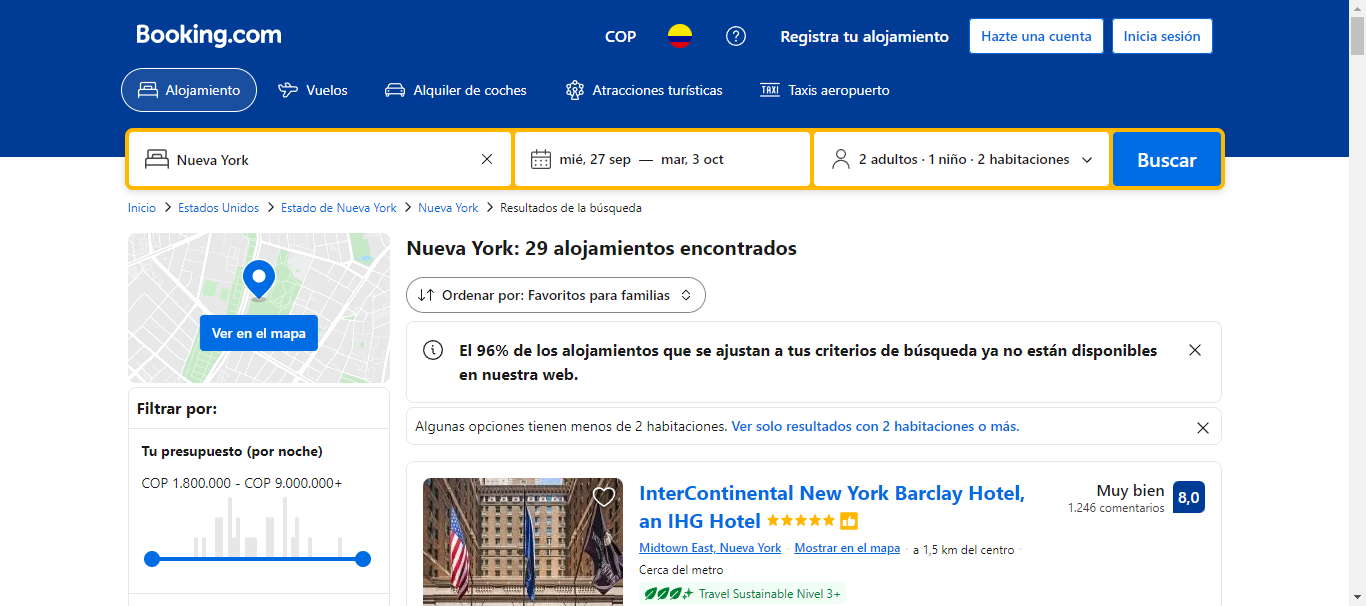 Booking.com
COP
Registra tu alojamiento
Hazte una cuenta
Inicia sesión
Alojamiento
Vuelos
Alquiler de coches
Atracciones turísticas
TAXI Taxis aeropuerto
Nueva York
mié, 27 sep — mar, 3 oct
2 adultos · 1 niño · 2 habitaciones
Buscar
Inicio > Estados Unidos > Estado de Nueva York > Nueva York > Resultados de la búsqueda
Ver en el mapa
Filtrar por:
Tu presupuesto (por noche)
COP 1.800.000 - COP 9.000.000+
Nueva York: 29 alojamientos encontrados
Ordenar por: Favoritos para familias
El 96% de los alojamientos que se ajustan a tus criterios de búsqueda ya no están disponibles
en nuestra web.
Algunas opciones tienen menos de 2 habitaciones. Ver solo resultados con 2 habitaciones o más.
InterContinental New York Barclay Hotel,
an IHG Hotel
Muy bien
1.246 comentarios
8,0
Midtown East, Nueva York · Mostrar en el mapa · a 1,5 km del centro ·
Cerca del metro
Travel Sustainable Nivel 3+